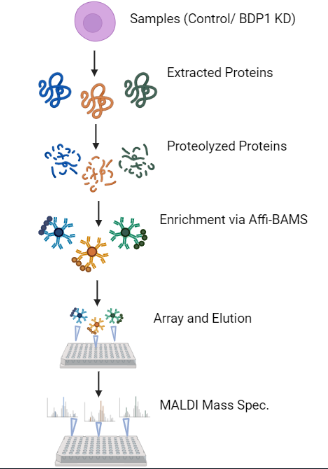 Samples (Control/ BDP1 KD)
Extracted Proteins
Proteolyzed Proteins
Enrichment via Affi-BAMS
Array and Elution
MALDI Mass Spec.